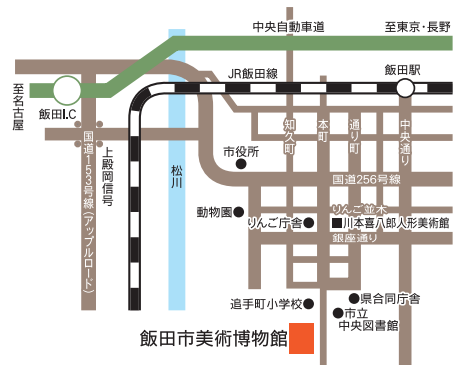 中央自動車道
至東京・長野
JR飯田線
飯田駅
至名古屋
飯田I.C
国道153号線(アップルロード)
上殿岡信号
松川
市役所
知久町
本町
通り町
中央通り
国道256号線
動物園
りんご並木
りんご庁舎
■川本喜八郎人形美術館
銀座通り
追手町小学校
県合同庁舎
市立
中央図書館
飯田市美術博物館